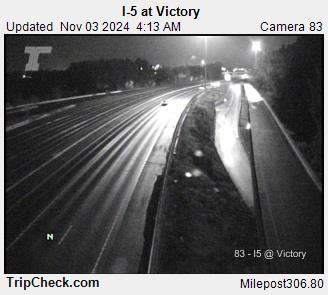 I-5 at Victory
Updated Nov 03 2024 4:13 AM Camera 83
T
N
83 - I5 @ Victory
TripCheck.com Milepost306.80